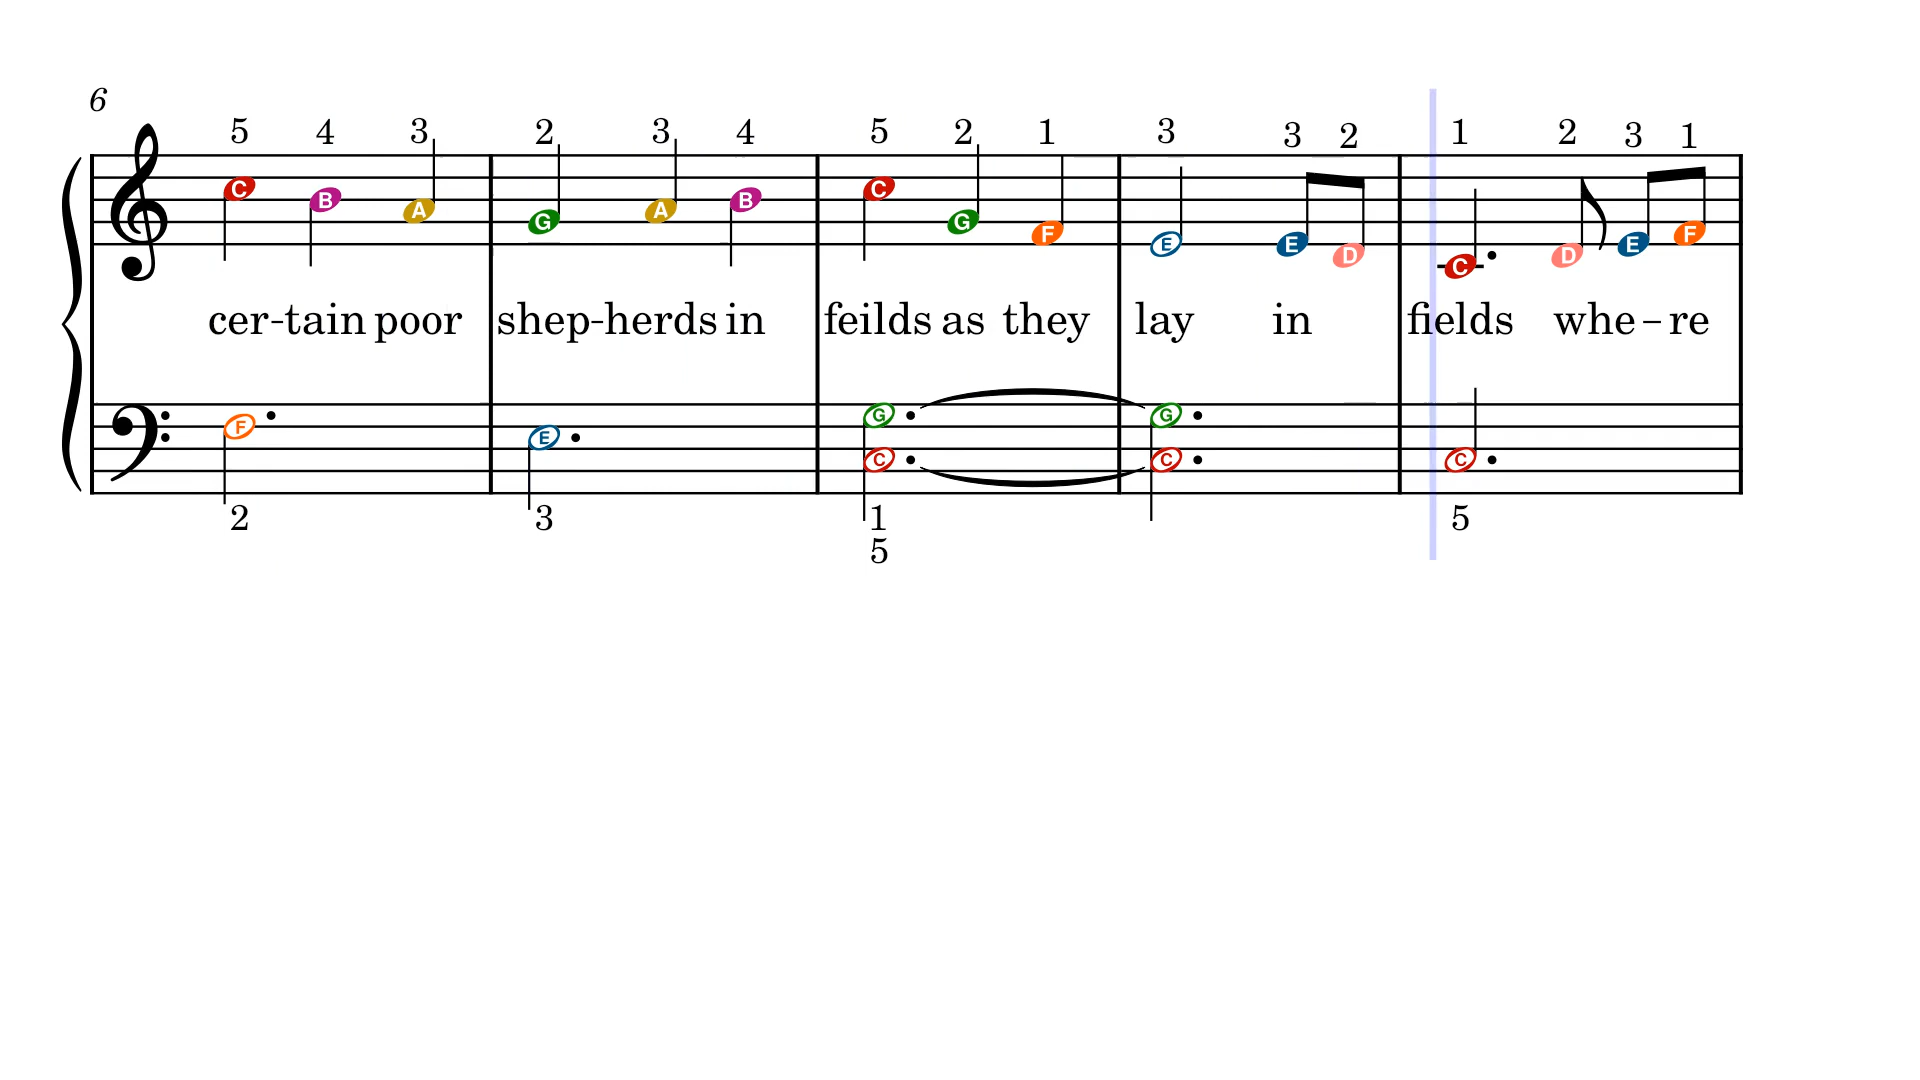 6
5 4 3 2 3 4 5 2 1 3 3 2 1 2 3 1
C B A G A B C G F E E D C D E F
cer-tain poor shep-herds in feilds as they lay in fields whe–re
F E G G
C C C
2 3 1 5
5